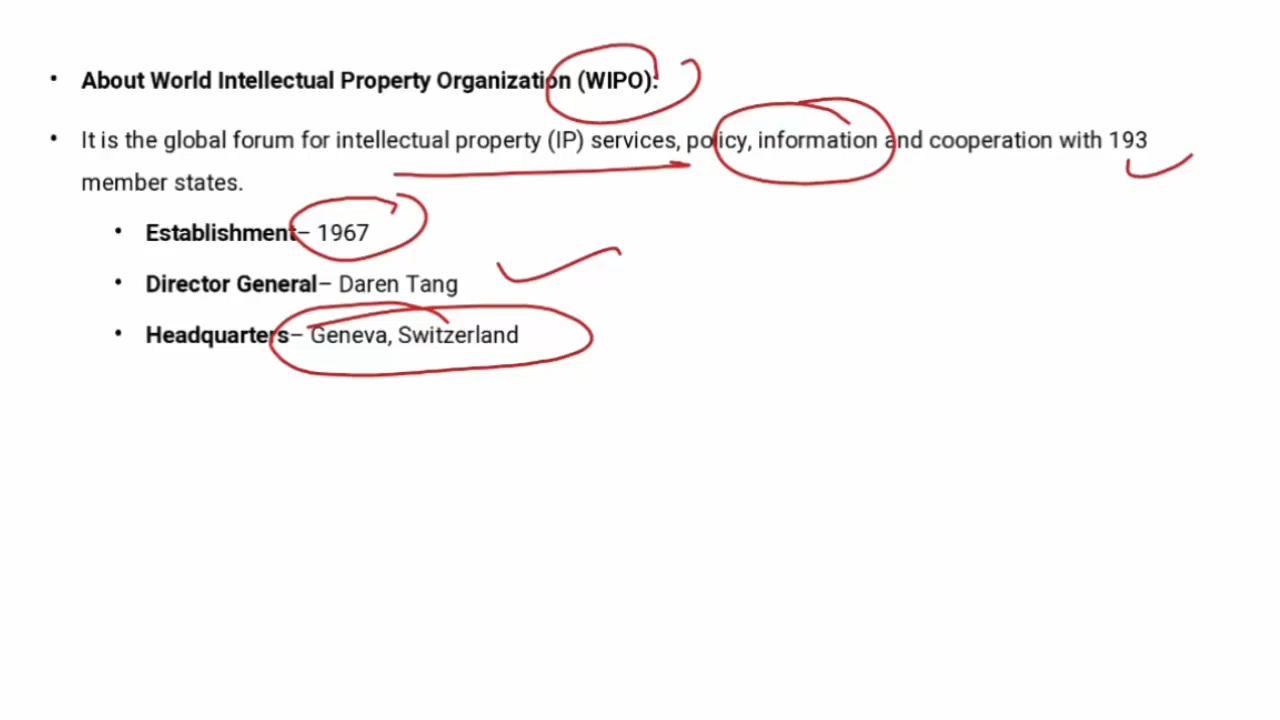 • About World Intellectual Property Organization (WIPO):
• It is the global forum for intellectual property (IP) services, policy, information and cooperation with 193
member states.
• Establishment– 1967
• Director General– Daren Tang
• Headquarters– Geneva, Switzerland